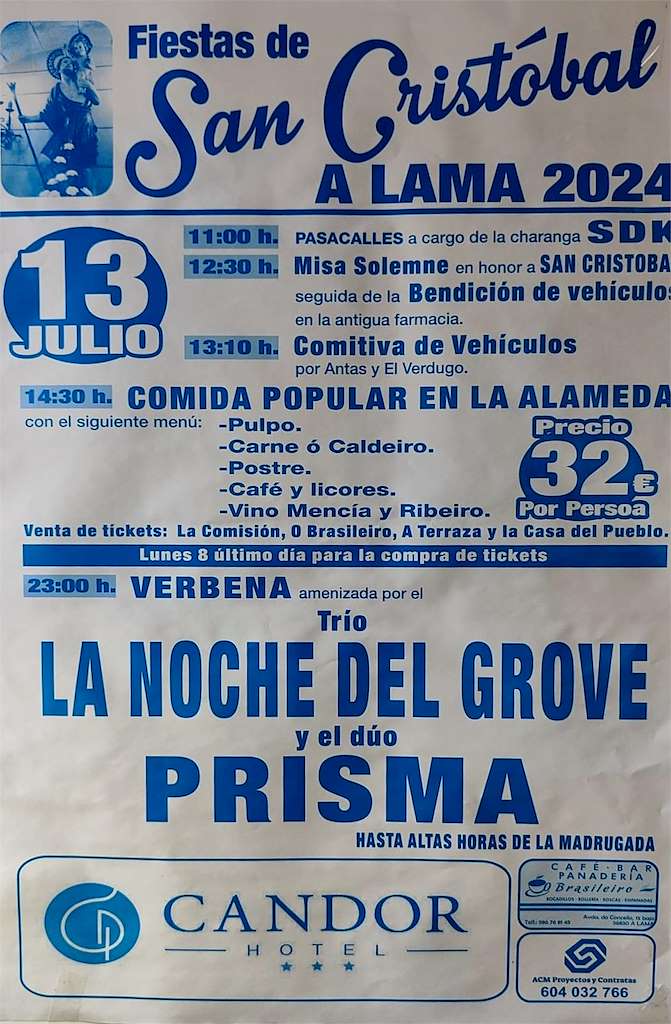 Fiestas de
San Cristóbal
A LAMA 2024
13
JULIO
11:00 h. PASACALLES a cargo de la charanga SDK
12:30 h. Misa Solemne en honor a SAN CRISTOBA
seguida de la Bendición de vehículos
en la antigua farmacia.
13:10 h. Comitiva de Vehículos
por Antas y El Verdugo.
14:30 h. COMIDA POPULAR EN LA ALAMEDA
con el siguiente menú:
-Pulpo.
-Carne ó Caldeiro.
-Postre.
-Café y licores.
-Vino Mencía y Ribeiro.
Precio
32€
Por Persoa
Venta de tíckets: La Comisión, O Brasileiro, A Terraza y la Casa del Pueblo.
Lunes 8 último día para la compra de tickets
23:00 h. VERBENA amenizada por el
Trío
LA NOCHE DEL GROVE
y el dúo
PRISMA
HASTA ALTAS HORAS DE LA MADRUGADA
CANDOR
HOTEL
CAFÉ-BAR
PANADERÍA
O Brasileiro
BOCADILLOS - BOLLERÍA - ROSCAS - EMPANADAS
ACM Proyectos y Contratas
604 032 766